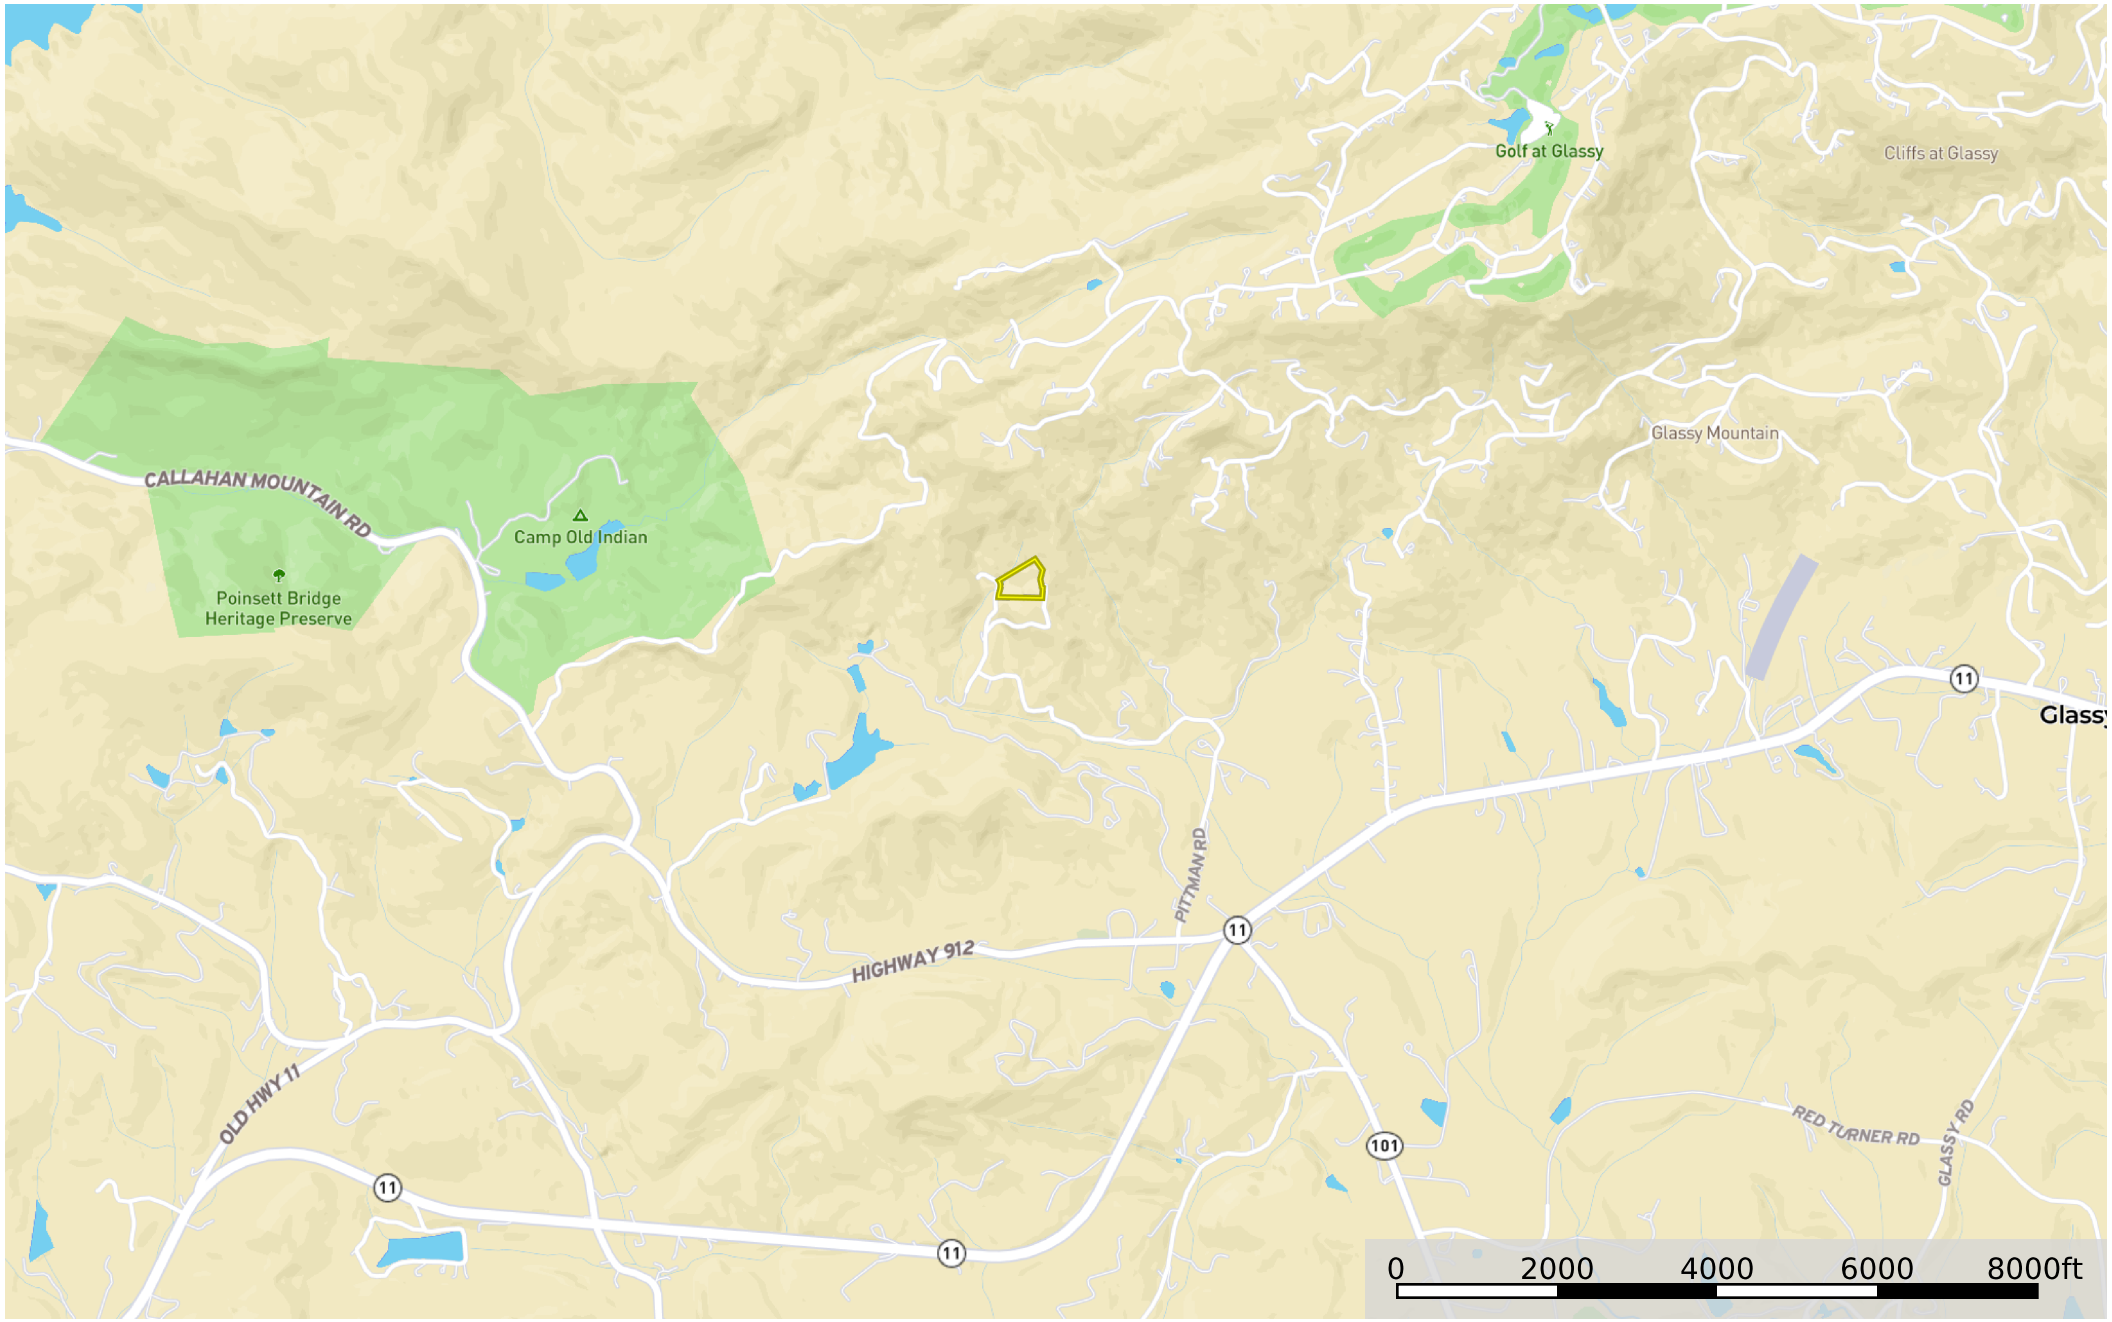 Golf at Glassy
Cliffs at Glassy
Glassy Mountain
CALLAHAN MOUNTAIN RD
Camp Old Indian
Poinsett Bridge
Heritage Preserve
11
Glassy
PITTMAN RD
11
HIGHWAY 912
OLD HWY 11
RED TURNER RD
GLASSY RD
101
11
11
0 2000 4000 6000 8000ft